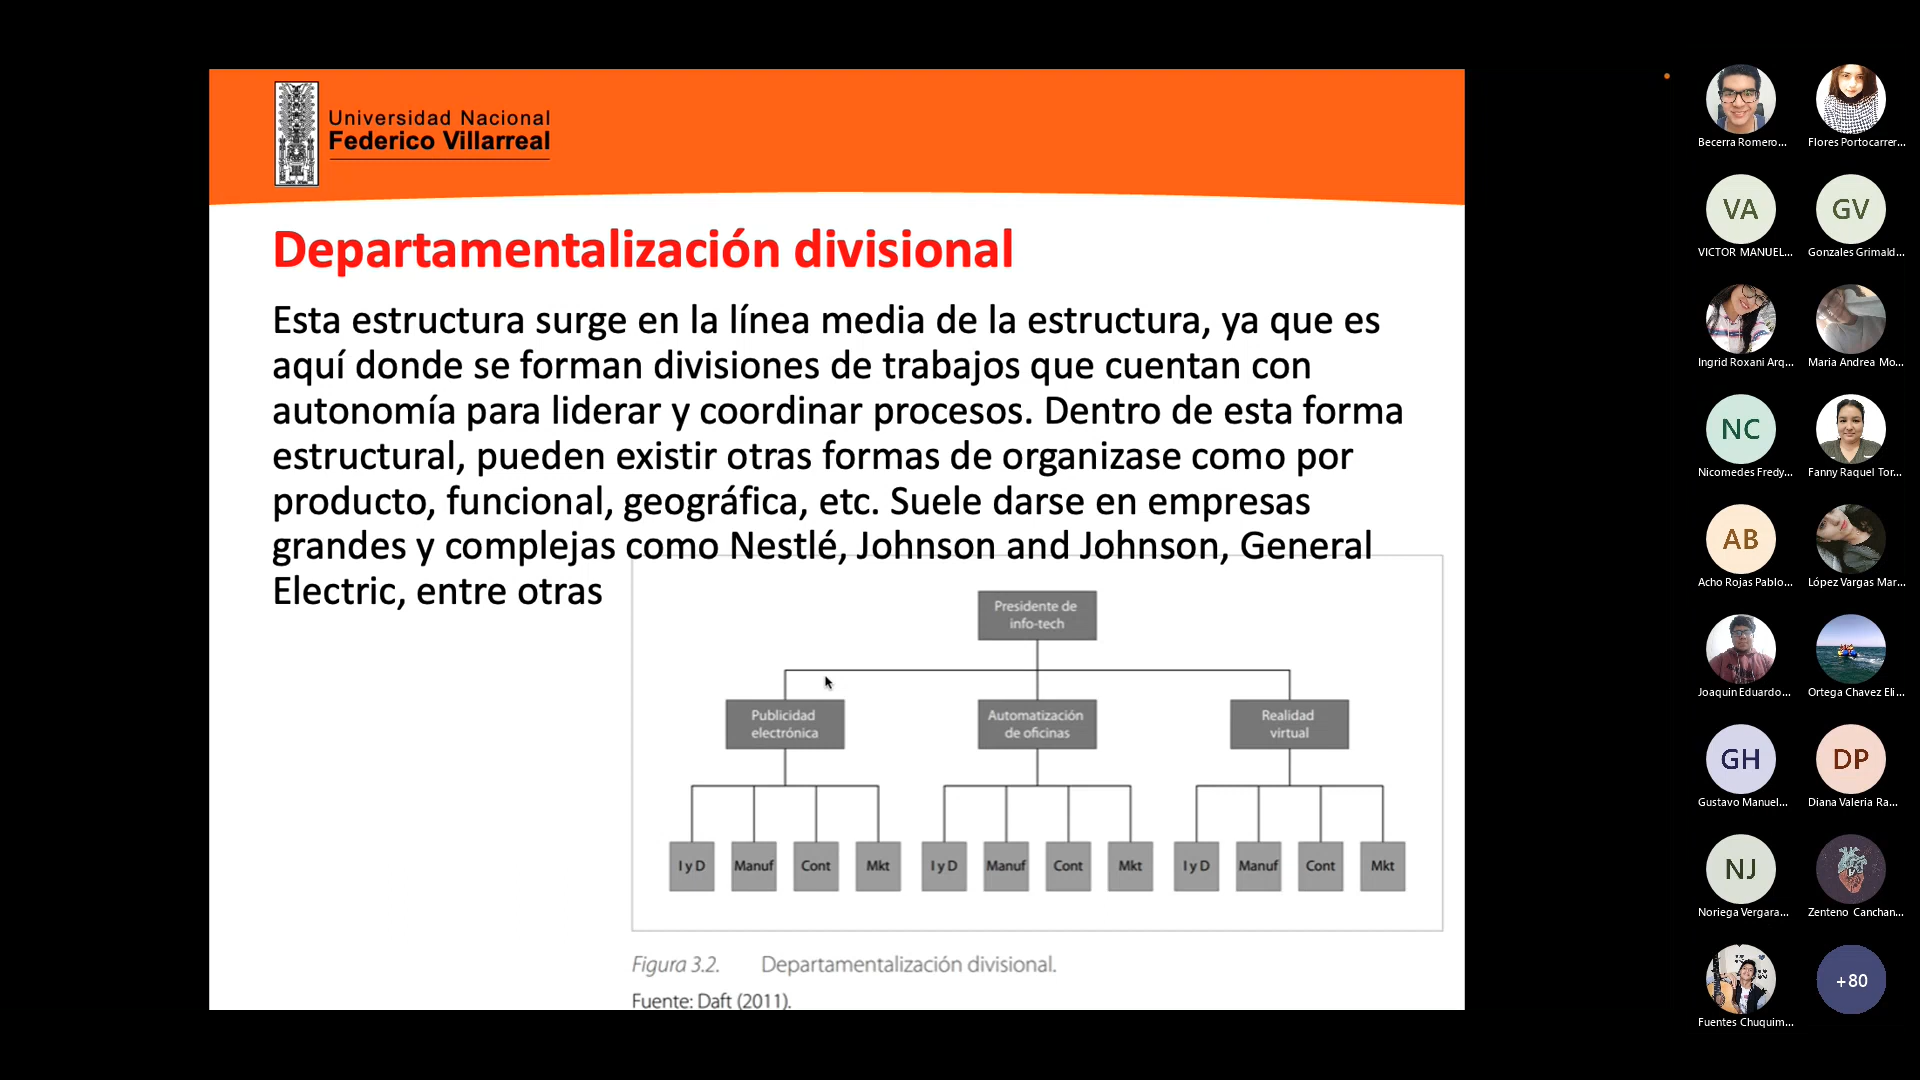 Universidad Nacional
Federico Villarreal
Departamentalización divisional
Esta estructura surge en la línea media de la estructura, ya que es
aquí donde se forman divisiones de trabajos que cuentan con
autonomía para liderar y coordinar procesos. Dentro de esta forma
estructural, pueden existir otras formas de organizase como por
producto, funcional, geográfica, etc. Suele darse en empresas
grandes y complejas como Nestlé, Johnson and Johnson, General
Electric, entre otras
Presidente de
info-tech
Publicidad
electrónica
Automatización
de oficinas
Realidad
virtual
I y D Manuf Cont Mkt I y D Manuf Cont Mkt I y D Manuf Cont Mkt
Figura 3.2. Departamentalización divisional.
Fuente: Daft (2011).
Becerra Romero... Flores Portocarrer...
VA GV
VICTOR MANUEL... Gonzales Grimald...
Ingrid Roxani Arq... Maria Andrea Mo...
NC
Nicomedes Fredy... Fanny Raquel Tor...
AB
Acho Rojas Pablo... López Vargas Mar...
Joaquin Eduardo... Ortega Chavez Eli...
GH DP
Gustavo Manuel... Diana Valeria Ra...
NJ
Noriega Vergara... Zenteno Canchan...
+80
Fuentes Chuquim...